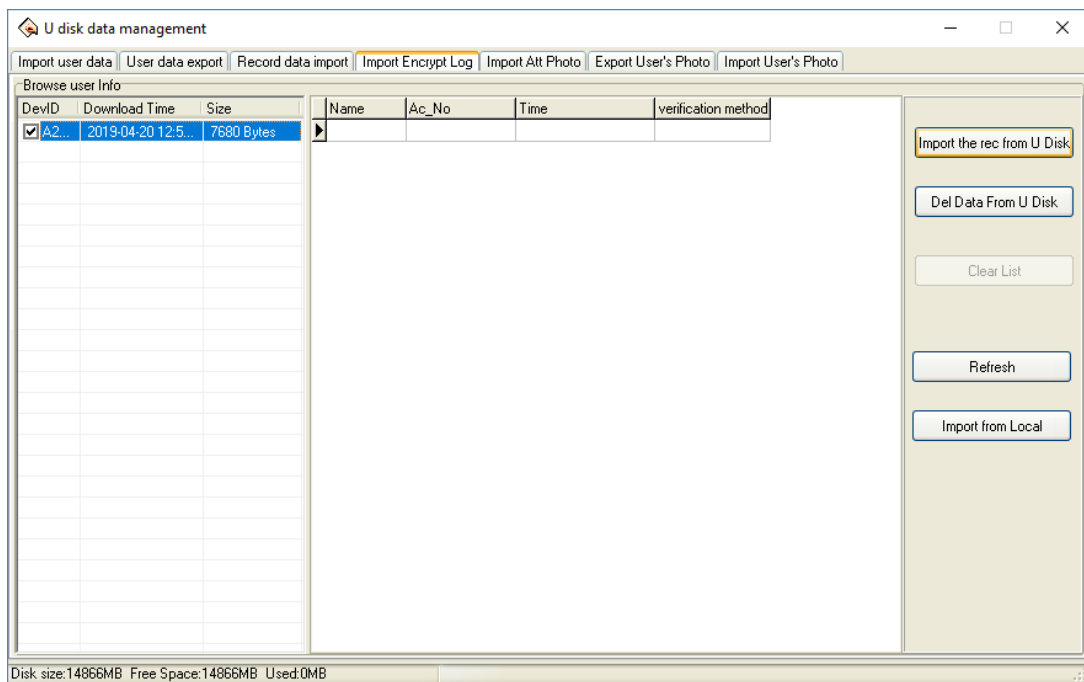 U disk data management
Import user data User data export Record data import Import Encrypt Log Import Att Photo Export User's Photo Import User's Photo
Browse user Info
DevID Download Time Size Name Ac_No Time verification method
A2... 2019-04-20 12:5... 7680 Bytes
Import the rec from U Disk
Del Data From U Disk
Clear List
Refresh
Import from Local
Disk size:14866MB Free Space:14866MB Used:0MB